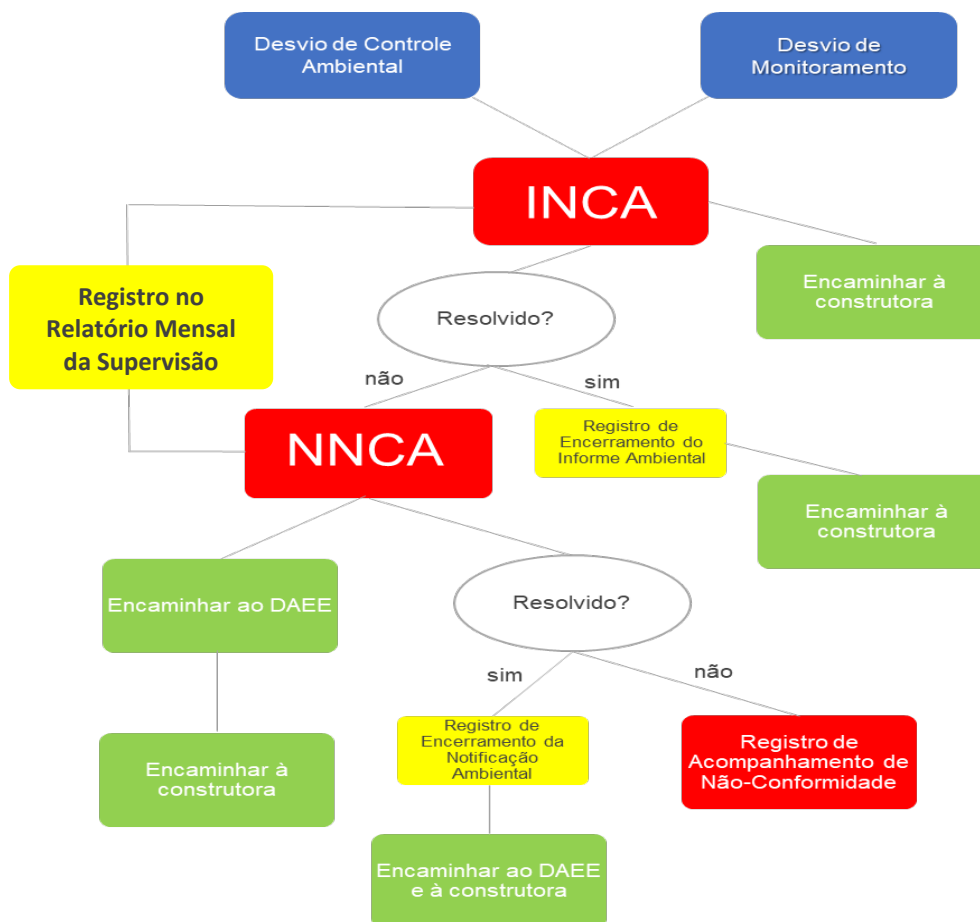 Desvio de Controle
Ambiental
Desvio de
Monitoramento
INCA
Encaminhar à
construtora
Registro no
Relatório Mensal
da Supervisão
Resolvido?
não
sim
NNCA
Registro de
Encerramento do
Informe Ambiental
Encaminhar à
construtora
Encaminhar ao DAEE
Resolvido?
sim
não
Encaminhar à
construtora
Registro de
Encerramento da
Notificação
Ambiental
Registro de
Acompanhamento de
Não-Conformidade
Encaminhar ao DAEE
e à construtora